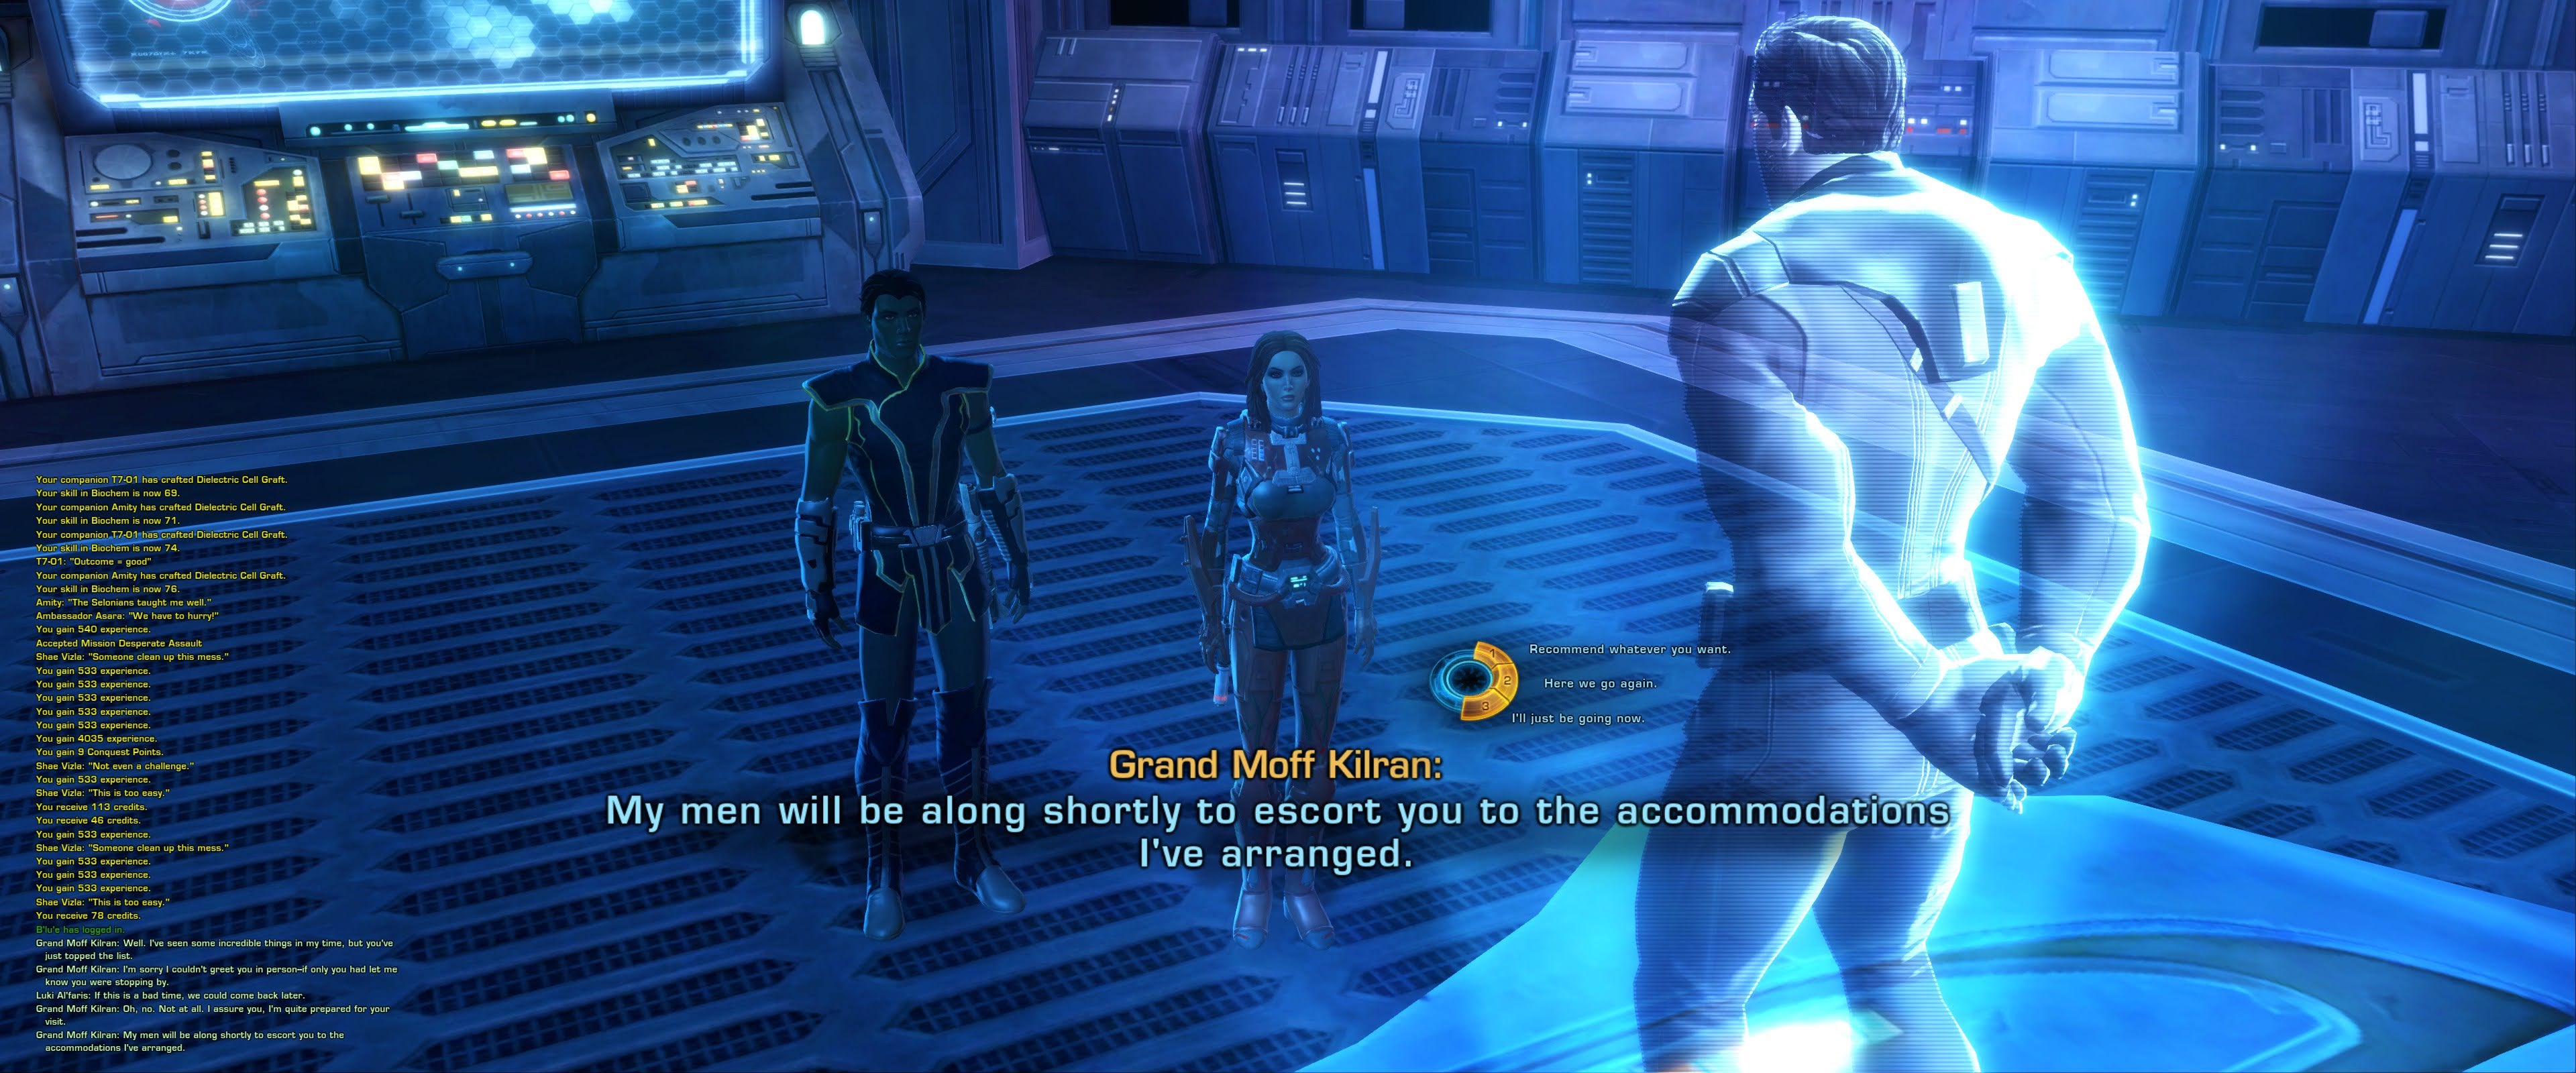 Your companion T7-01 has crafted Dielectric Cell Graft.
Your skill in Biochem is now 69.
Your companion Amity has crafted Dielectric Cell Graft.
Your skill in Biochem is now 71.
Your companion T7-01 has crafted Dielectric Cell Graft.
Your skill in Biochem is now 74.
T7-01: "Outcome = good"
Your companion Amity has crafted Dielectric Cell Graft.
Your skill in Biochem is now 76.
Amity: "The Selonians taught me well."
Ambassador Asara: "We have to hurry!"
You gain 540 experience.
Accepted Mission Desperate Assault
Shae Vizla: "Someone clean up this mess."
You gain 533 experience.
You gain 533 experience.
You gain 533 experience.
You gain 533 experience.
You gain 533 experience.
You gain 4035 experience.
You gain 9 Conquest Points.
Shae Vizla: "Not even a challenge."
You gain 533 experience.
Shae Vizla: "This is too easy."
You receive 113 credits.
You receive 46 credits.
You gain 533 experience.
Shae Vizla: "Someone clean up this mess."
You gain 533 experience.
You gain 533 experience.
You gain 533 experience.
Shae Vizla: "This is too easy."
You receive 78 credits.
B'lu'e has logged in.
Grand Moff Kilran: Well. I've seen some incredible things in my time, but you've
just topped the list.
Grand Moff Kilran: I'm sorry I couldn't greet you in person—if only you had let me
know you were stopping by.
Luki Al'faris: If this is a bad time, we could come back later.
Grand Moff Kilran: Oh, no. Not at all. I assure you, I'm quite prepared for your
visit.
Grand Moff Kilran: My men will be along shortly to escort you to the
accommodations I've arranged.
1 Recommend whatever you want.
2 Here we go again.
3 I'll just be going now.
Grand Moff Kilran:
My men will be along shortly to escort you to the accommodations
I've arranged.